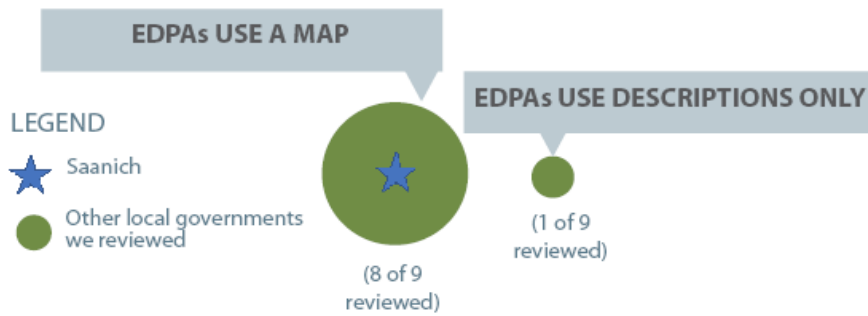 EDPAs USE A MAP
EDPAs USE DESCRIPTIONS ONLY
LEGEND
Saanich
Other local governments
we reviewed
(8 of 9
reviewed)
(1 of 9
reviewed)